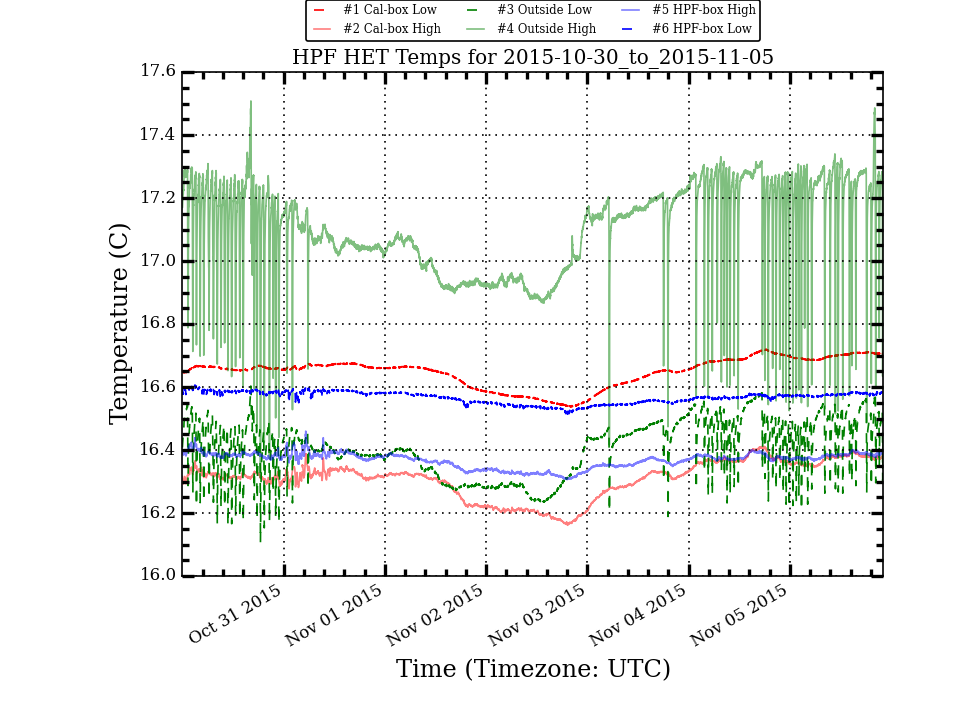 #1 Cal-box Low #3 Outside Low #5 HPF-box High
#2 Cal-box High #4 Outside High #6 HPF-box Low
HPF HET Temps for 2015-10-30_to_2015-11-05
17.6
17.4
17.2
17.0
16.8
16.6
16.4
16.2
16.0
Temperature (C)
Oct 31 2015
Nov 01 2015
Nov 02 2015
Nov 03 2015
Nov 04 2015
Nov 05 2015
Time (Timezone: UTC)